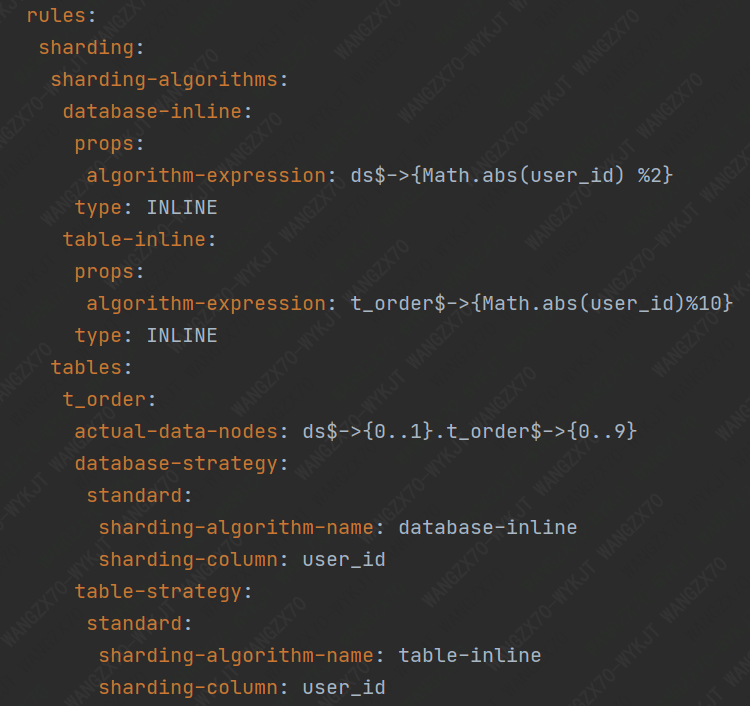 rules:
sharding:
sharding-algorithms:
database-inline:
props:
algorithm-expression: ds$->{Math.abs(user_id) %2}
type: INLINE
table-inline:
props:
algorithm-expression: t_order$->{Math.abs(user_id)%10}
type: INLINE
tables:
t_order:
actual-data-nodes: ds$->{0..1}.t_order$->{0..9}
database-strategy:
standard:
sharding-algorithm-name: database-inline
sharding-column: user_id
table-strategy:
standard:
sharding-algorithm-name: table-inline
sharding-column: user_id
WANGZX70-WYKJT WANGZX70